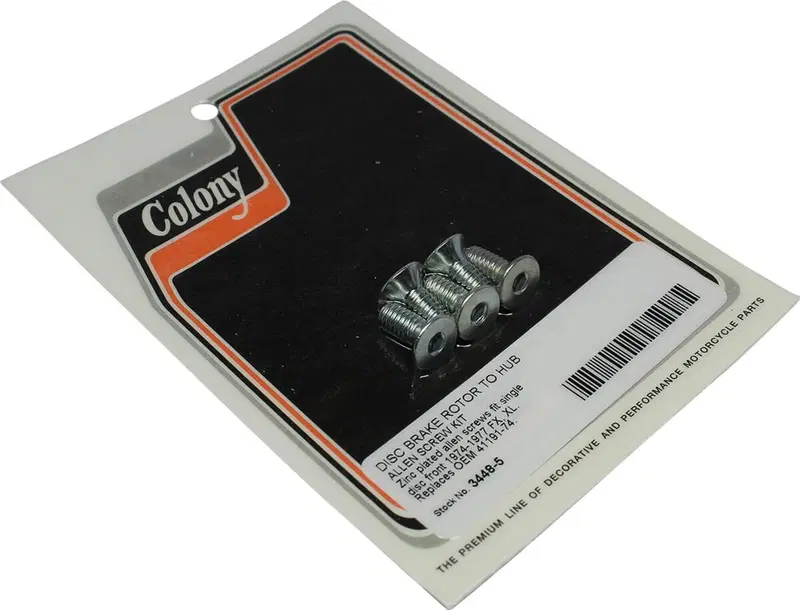 Colony
DISC BRAKE ROTOR TO HUB
ALLEN SCREW KIT
Zinc plated allen screws fit single
disc front 1974-1977 FX, XL.
Replaces OEM 41191-74.
Stock No. 3448-5
THE PREMIUM LINE OF DECORATIVE AND PERFORMANCE MOTORCYCLE PARTS